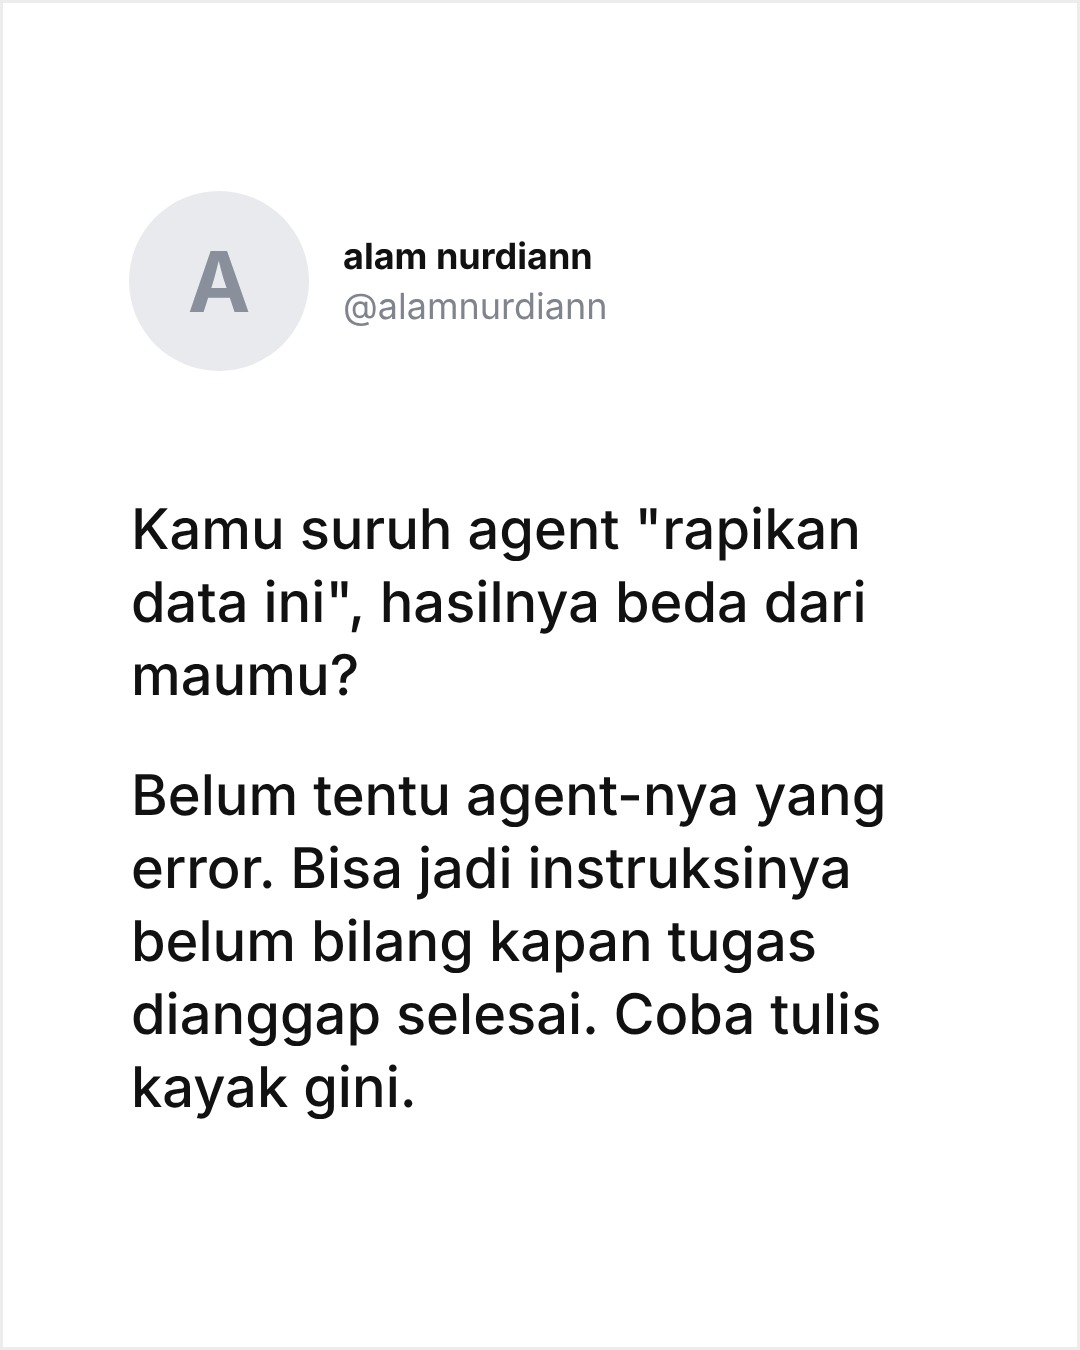 A
alam nurdiann
@alamnurdiann
Kamu suruh agent "rapikan
data ini", hasilnya beda dari
maumu?
Belum tentu agent-nya yang
error. Bisa jadi instruksinya
belum bilang kapan tugas
dianggap selesai. Coba tulis
kayak gini.